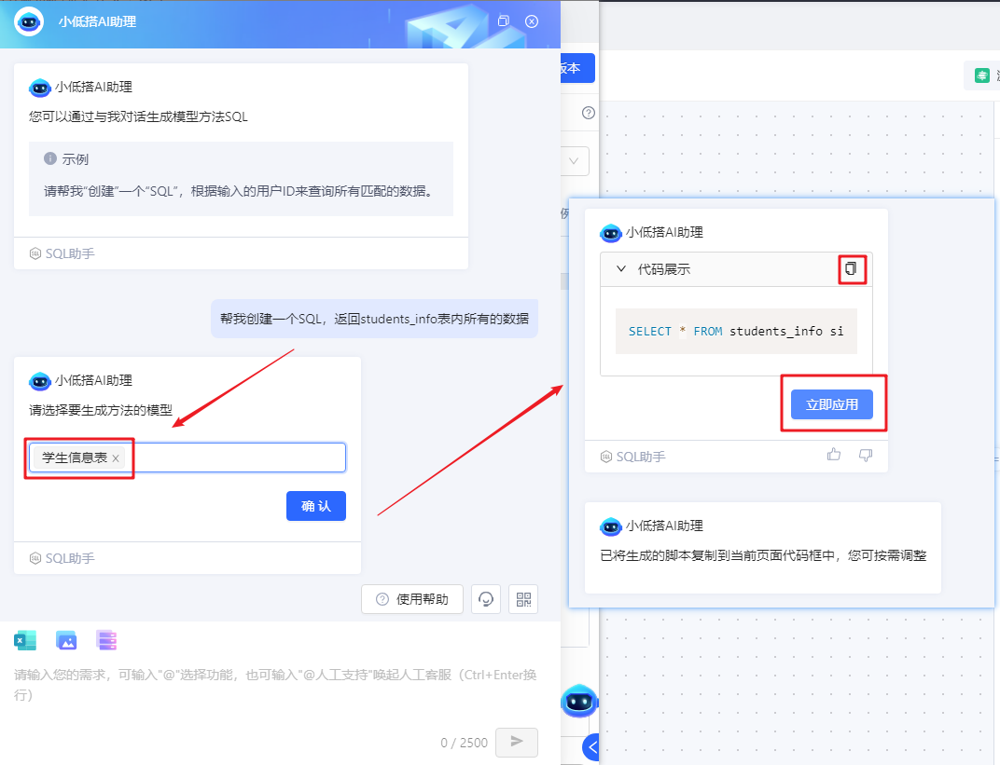 小低搭AI助理
小低搭AI助理
您可以通过与我对话生成模型方法SQL
示例
请帮我“创建”一个“SQL”，根据输入的用户ID来查询所有匹配的数据。
SQL助手
帮我创建一个SQL，返回students_info表内所有的数据
小低搭AI助理
请选择要生成方法的模型
学生信息表 ×
确 认
SQL助手
使用帮助
请输入您的需求，可输入"@"选择功能，也可输入"@人工支持"唤起人工客服（Ctrl+Enter换
行）
0 / 2500
版本
例
小低搭AI助理
代码展示
SELECT * FROM students_info si
立即应用
SQL助手
小低搭AI助理
已将生成的脚本复制到当前页面代码框中，您可按需调整